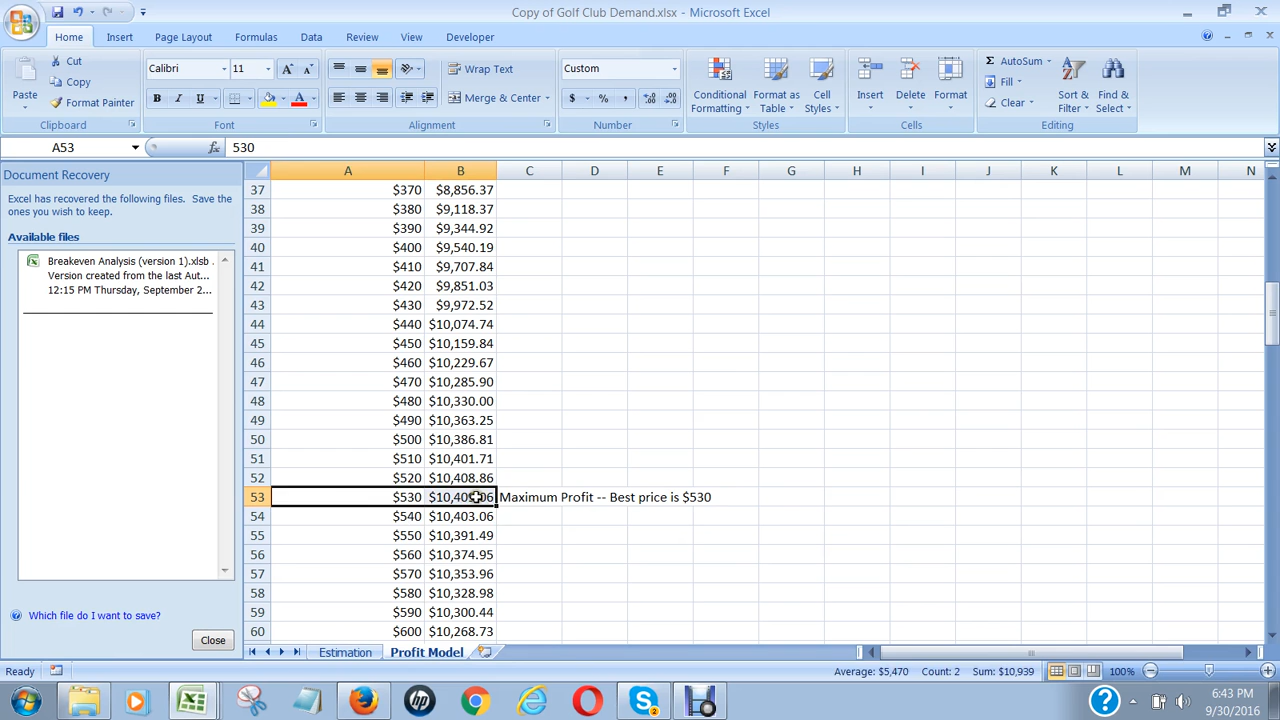 Copy of Golf Club Demand.xlsx - Microsoft Excel
Home Insert Page Layout Formulas Data Review View Developer
Paste
Cut
Copy
Format Painter
Clipboard
Calibri 11
B I U
Font
Wrap Text
Merge & Center
Alignment
Custom
$ % ,
Number
Conditional Formatting
Format as Table
Cell Styles
Styles
Insert Delete Format
Cells
AutoSum
Fill
Clear
Sort & Filter
Find & Select
Editing
A53 fx 530
Document Recovery
Excel has recovered the following files. Save the
ones you wish to keep.
Available files
Breakeven Analysis (version 1).xlsb .
Version created from the last Aut...
12:15 PM Thursday, September 2...
Which file do I want to save?
Close
A B C D E F G H I J K L M N
37 $370 $8,856.37
38 $380 $9,118.37
39 $390 $9,344.92
40 $400 $9,540.19
41 $410 $9,707.84
42 $420 $9,851.03
43 $430 $9,972.52
44 $440 $10,074.74
45 $450 $10,159.84
46 $460 $10,229.67
47 $470 $10,285.90
48 $480 $10,330.00
49 $490 $10,363.25
50 $500 $10,386.81
51 $510 $10,401.71
52 $520 $10,408.86
53 $530 Maximum Profit -- Best price is $530
54 $540 $10,403.06
55 $550 $10,391.49
56 $560 $10,374.95
57 $570 $10,353.96
58 $580 $10,328.98
59 $590 $10,300.44
60 $600 $10,268.73
Estimation Profit Model
Ready Average: $5,470 Count: 2 Sum: $10,939 100%
hp S 2 ?
6:43 PM
9/30/2016